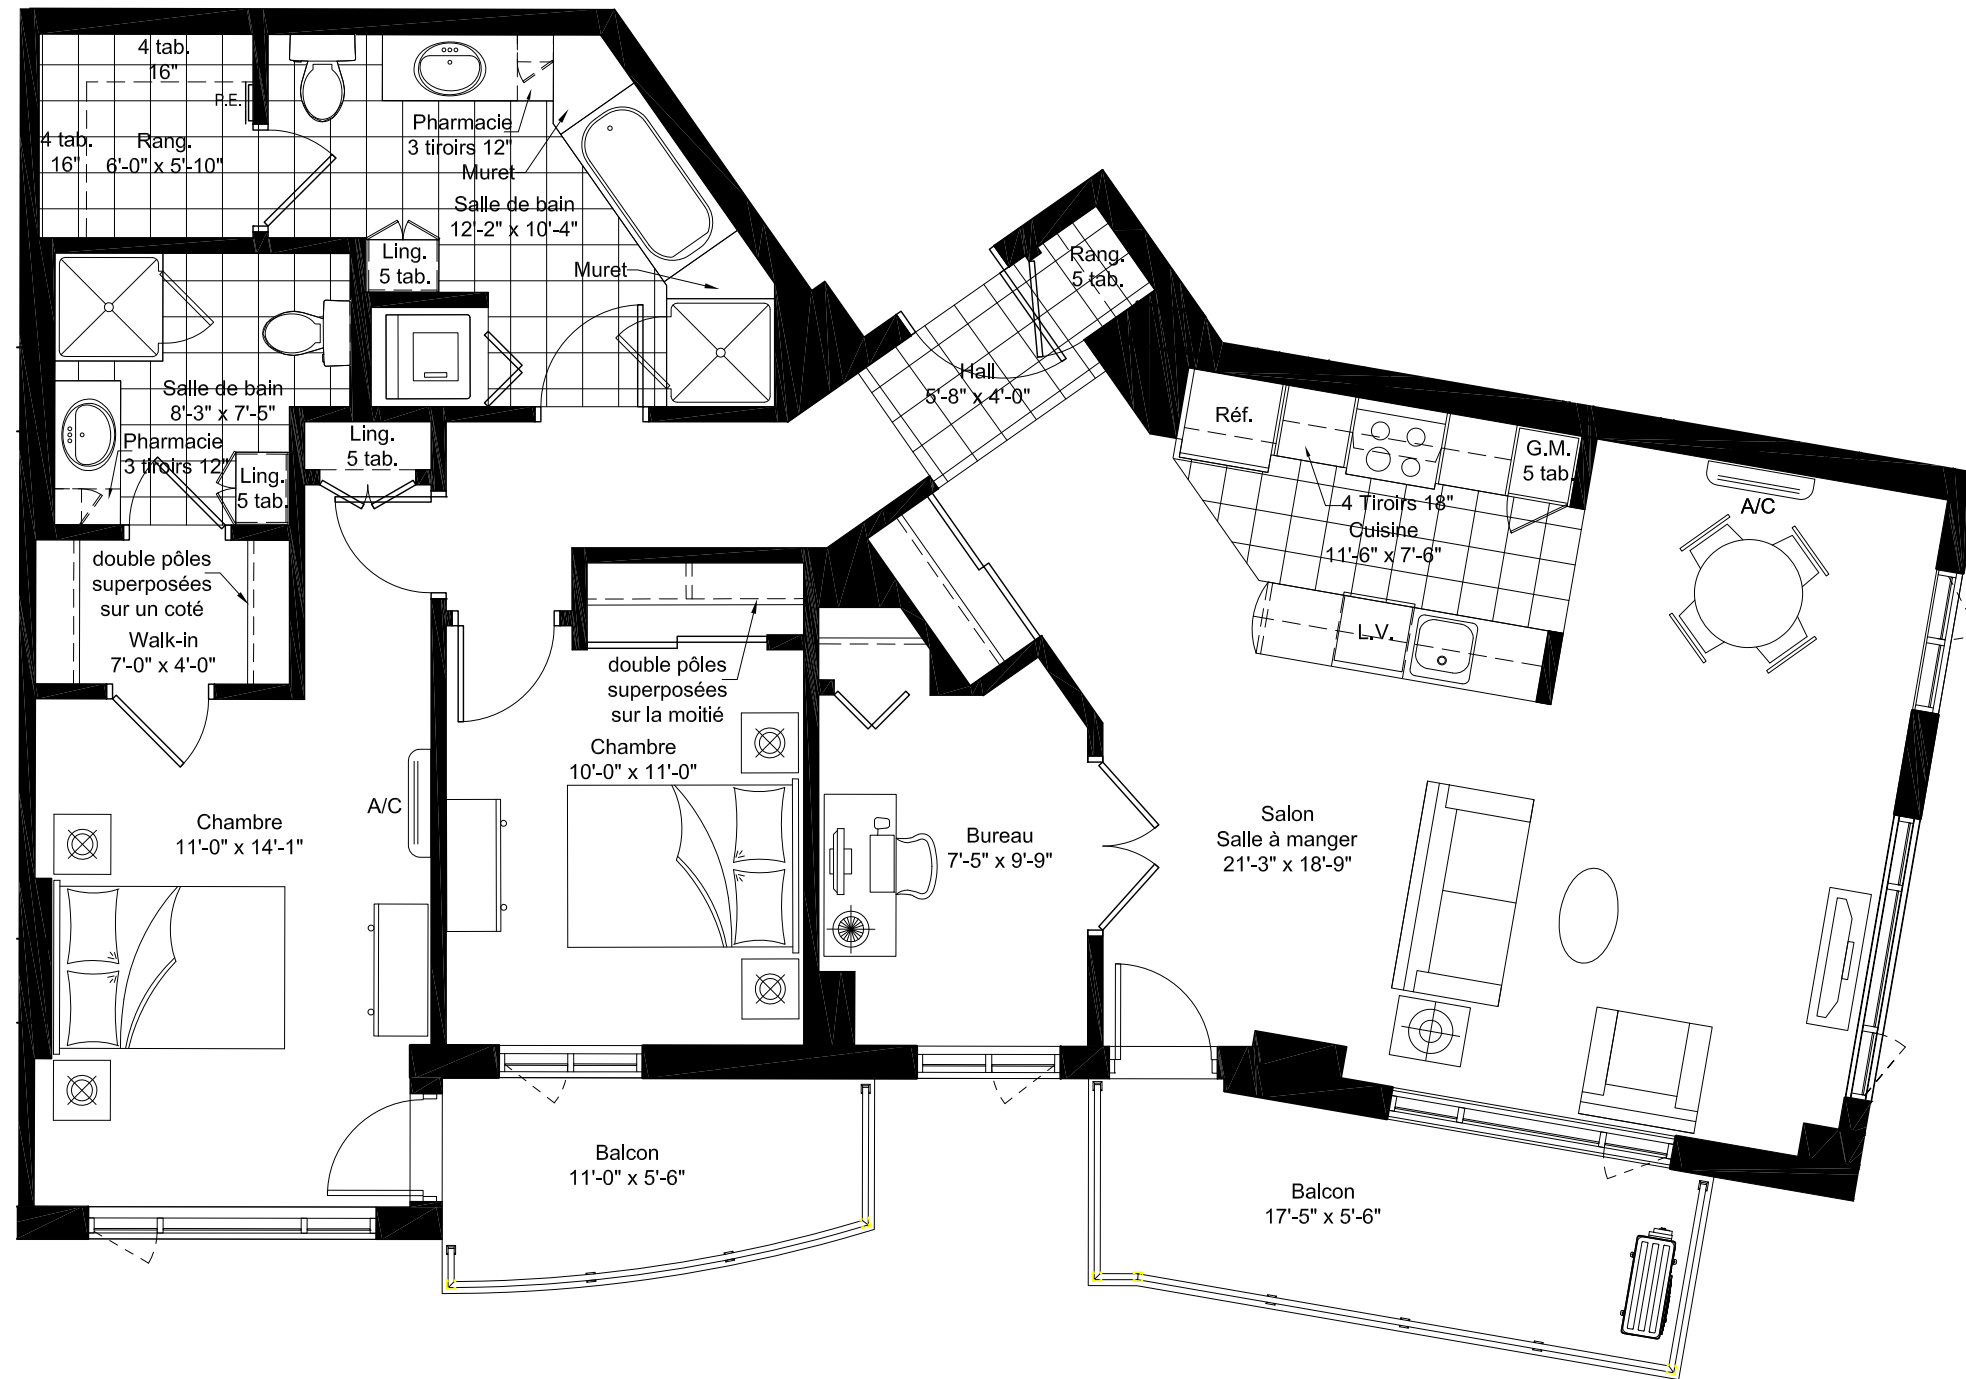 4 tab.
16"
P.E.
4 tab.
16"
Rang.
6'-0" x 5'-10"
Pharmacie
3 tiroirs 12"
Muret
Salle de bain
12'-2" x 10'-4"
Ling.
5 tab.
Muret
Rang.
5 tab.
Hall
5'-8" x 4'-0"
Salle de bain
8'-3" x 7'-5"
Pharmacie
3 tiroirs 12"
Ling.
5 tab.
Ling.
5 tab.
Réf.
G.M.
5 tab.
4 Tiroirs 18"
Cuisine
11'-6" x 7'-6"
A/C
L.V.
double pôles
superposées
sur un coté
Walk-in
7'-0" x 4'-0"
double pôles
superposées
sur la moitié
Chambre
10'-0" x 11'-0"
A/C
Chambre
11'-0" x 14'-1"
Bureau
7'-5" x 9'-9"
Salon
Salle à manger
21'-3" x 18'-9"
Balcon
11'-0" x 5'-6"
Balcon
17'-5" x 5'-6"